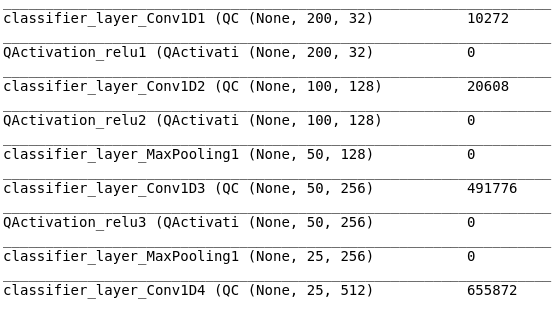 classifier_layer_Conv1D1 (QC (None, 200, 32) 10272
QActivation_relu1 (QActivati (None, 200, 32) 0
classifier_layer_Conv1D2 (QC (None, 100, 128) 20608
QActivation_relu2 (QActivati (None, 100, 128) 0
classifier_layer_MaxPooling1 (None, 50, 128) 0
classifier_layer_Conv1D3 (QC (None, 50, 256) 491776
QActivation_relu3 (QActivati (None, 50, 256) 0
classifier_layer_MaxPooling1 (None, 25, 256) 0
classifier_layer_Conv1D4 (QC (None, 25, 512) 655872